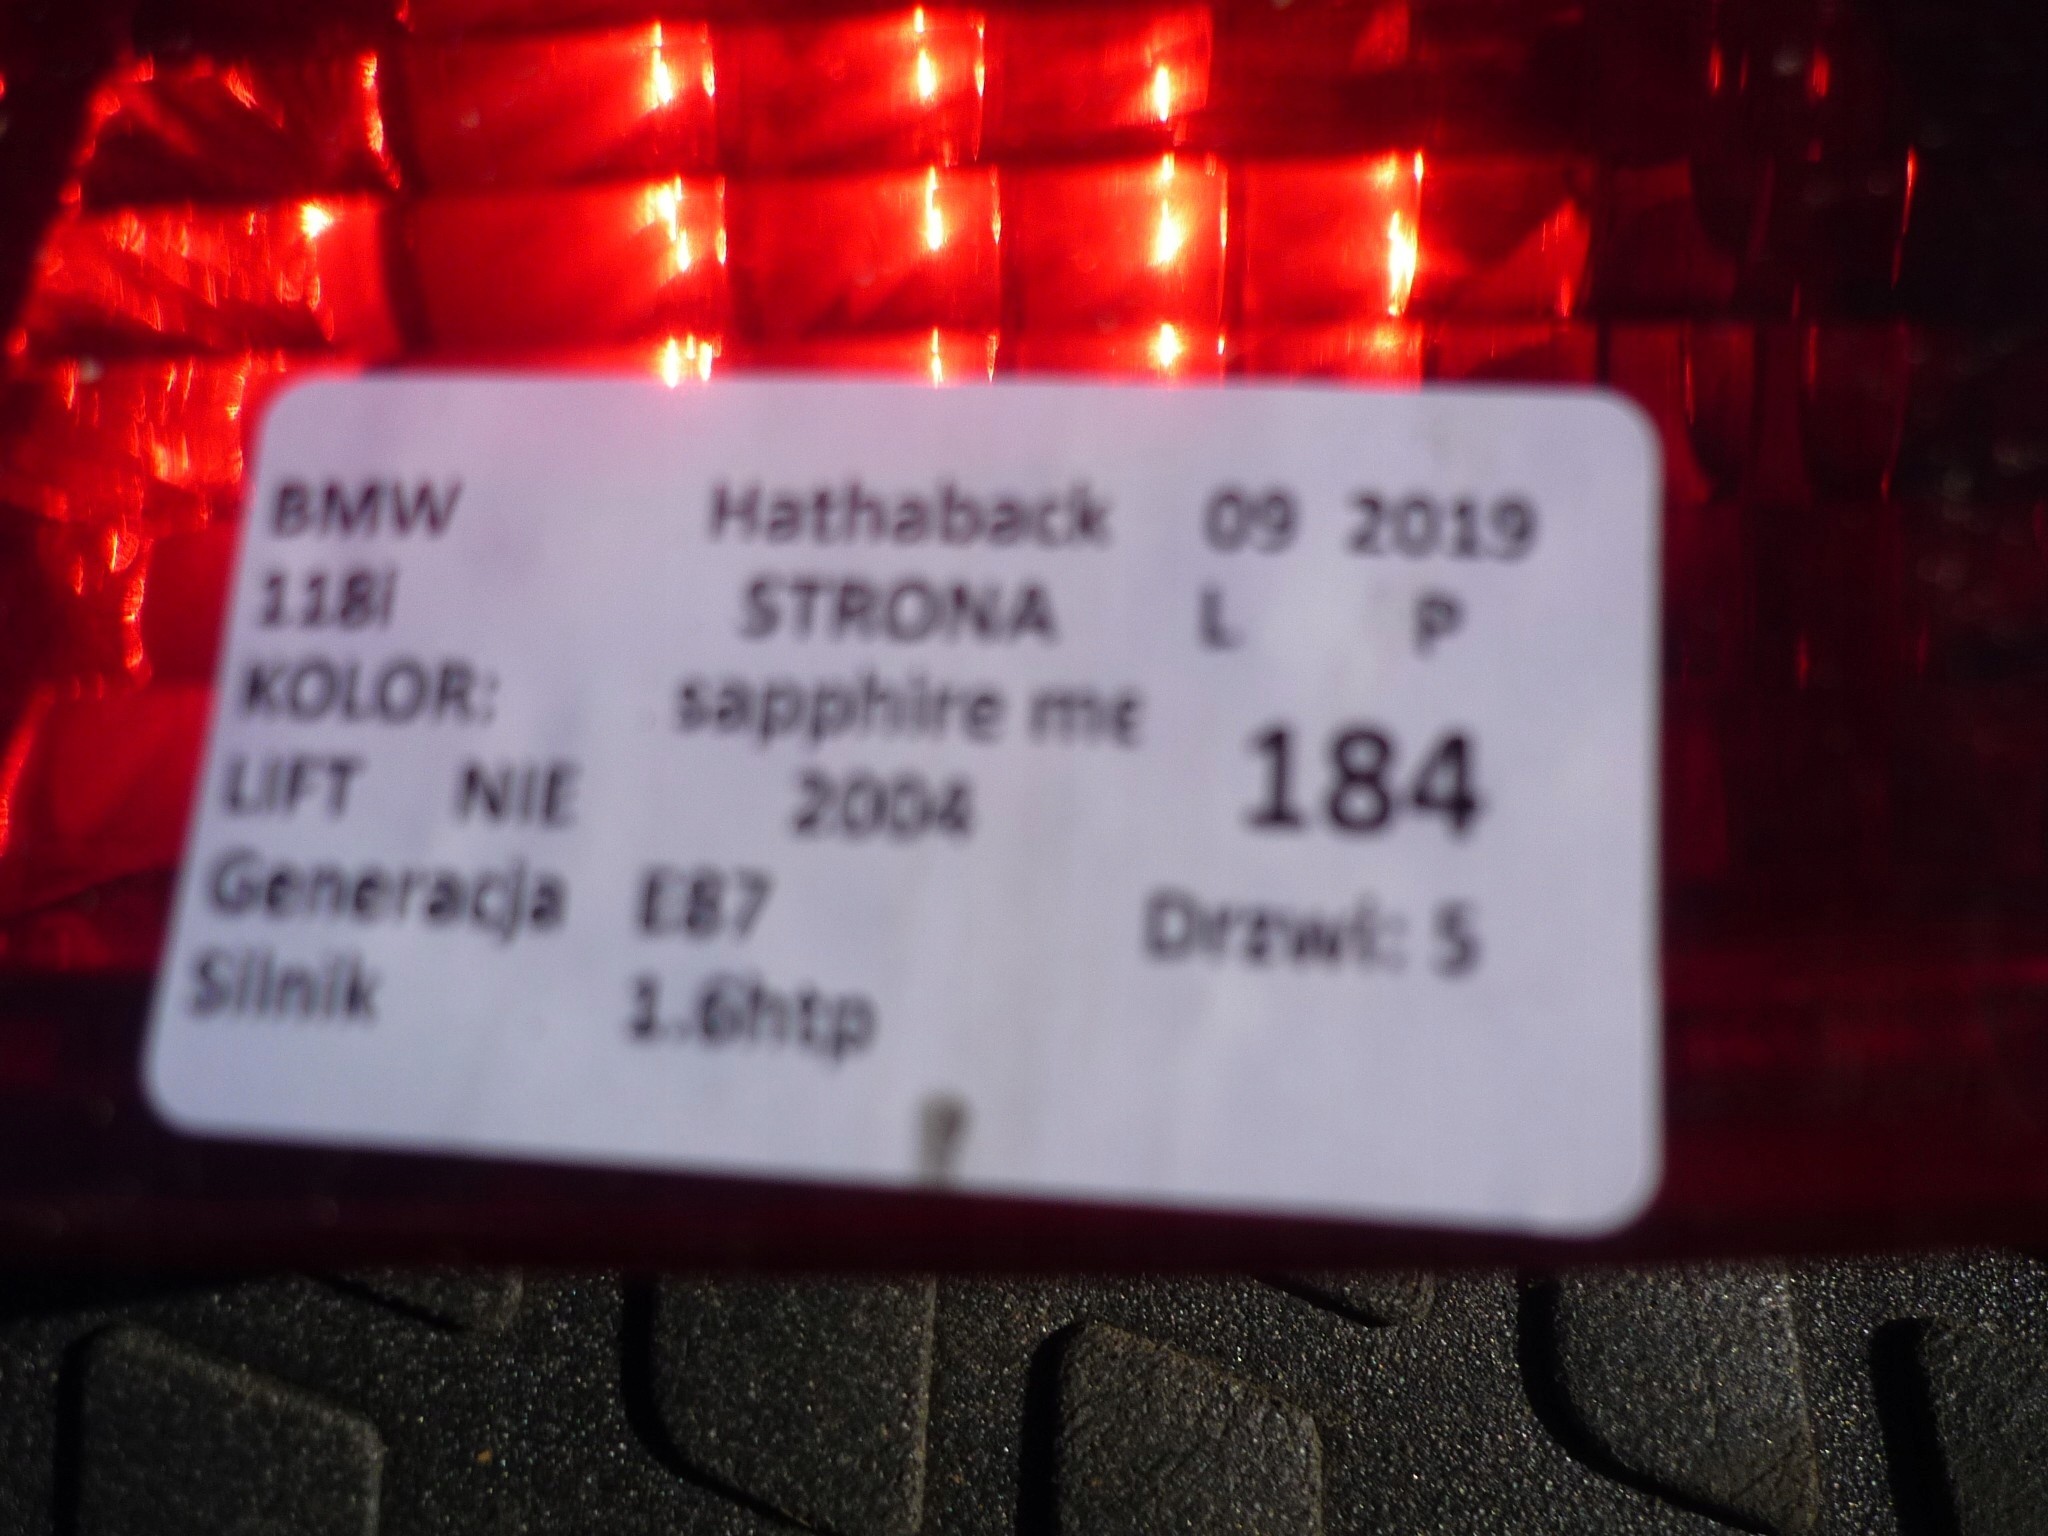 BMW Hathaback 09 2019
118i STRONA L P
KOLOR: sapphire me
LIFT NIE 2004 184
Generacja E87 Drzwi: 5
Silnik 1.6htp